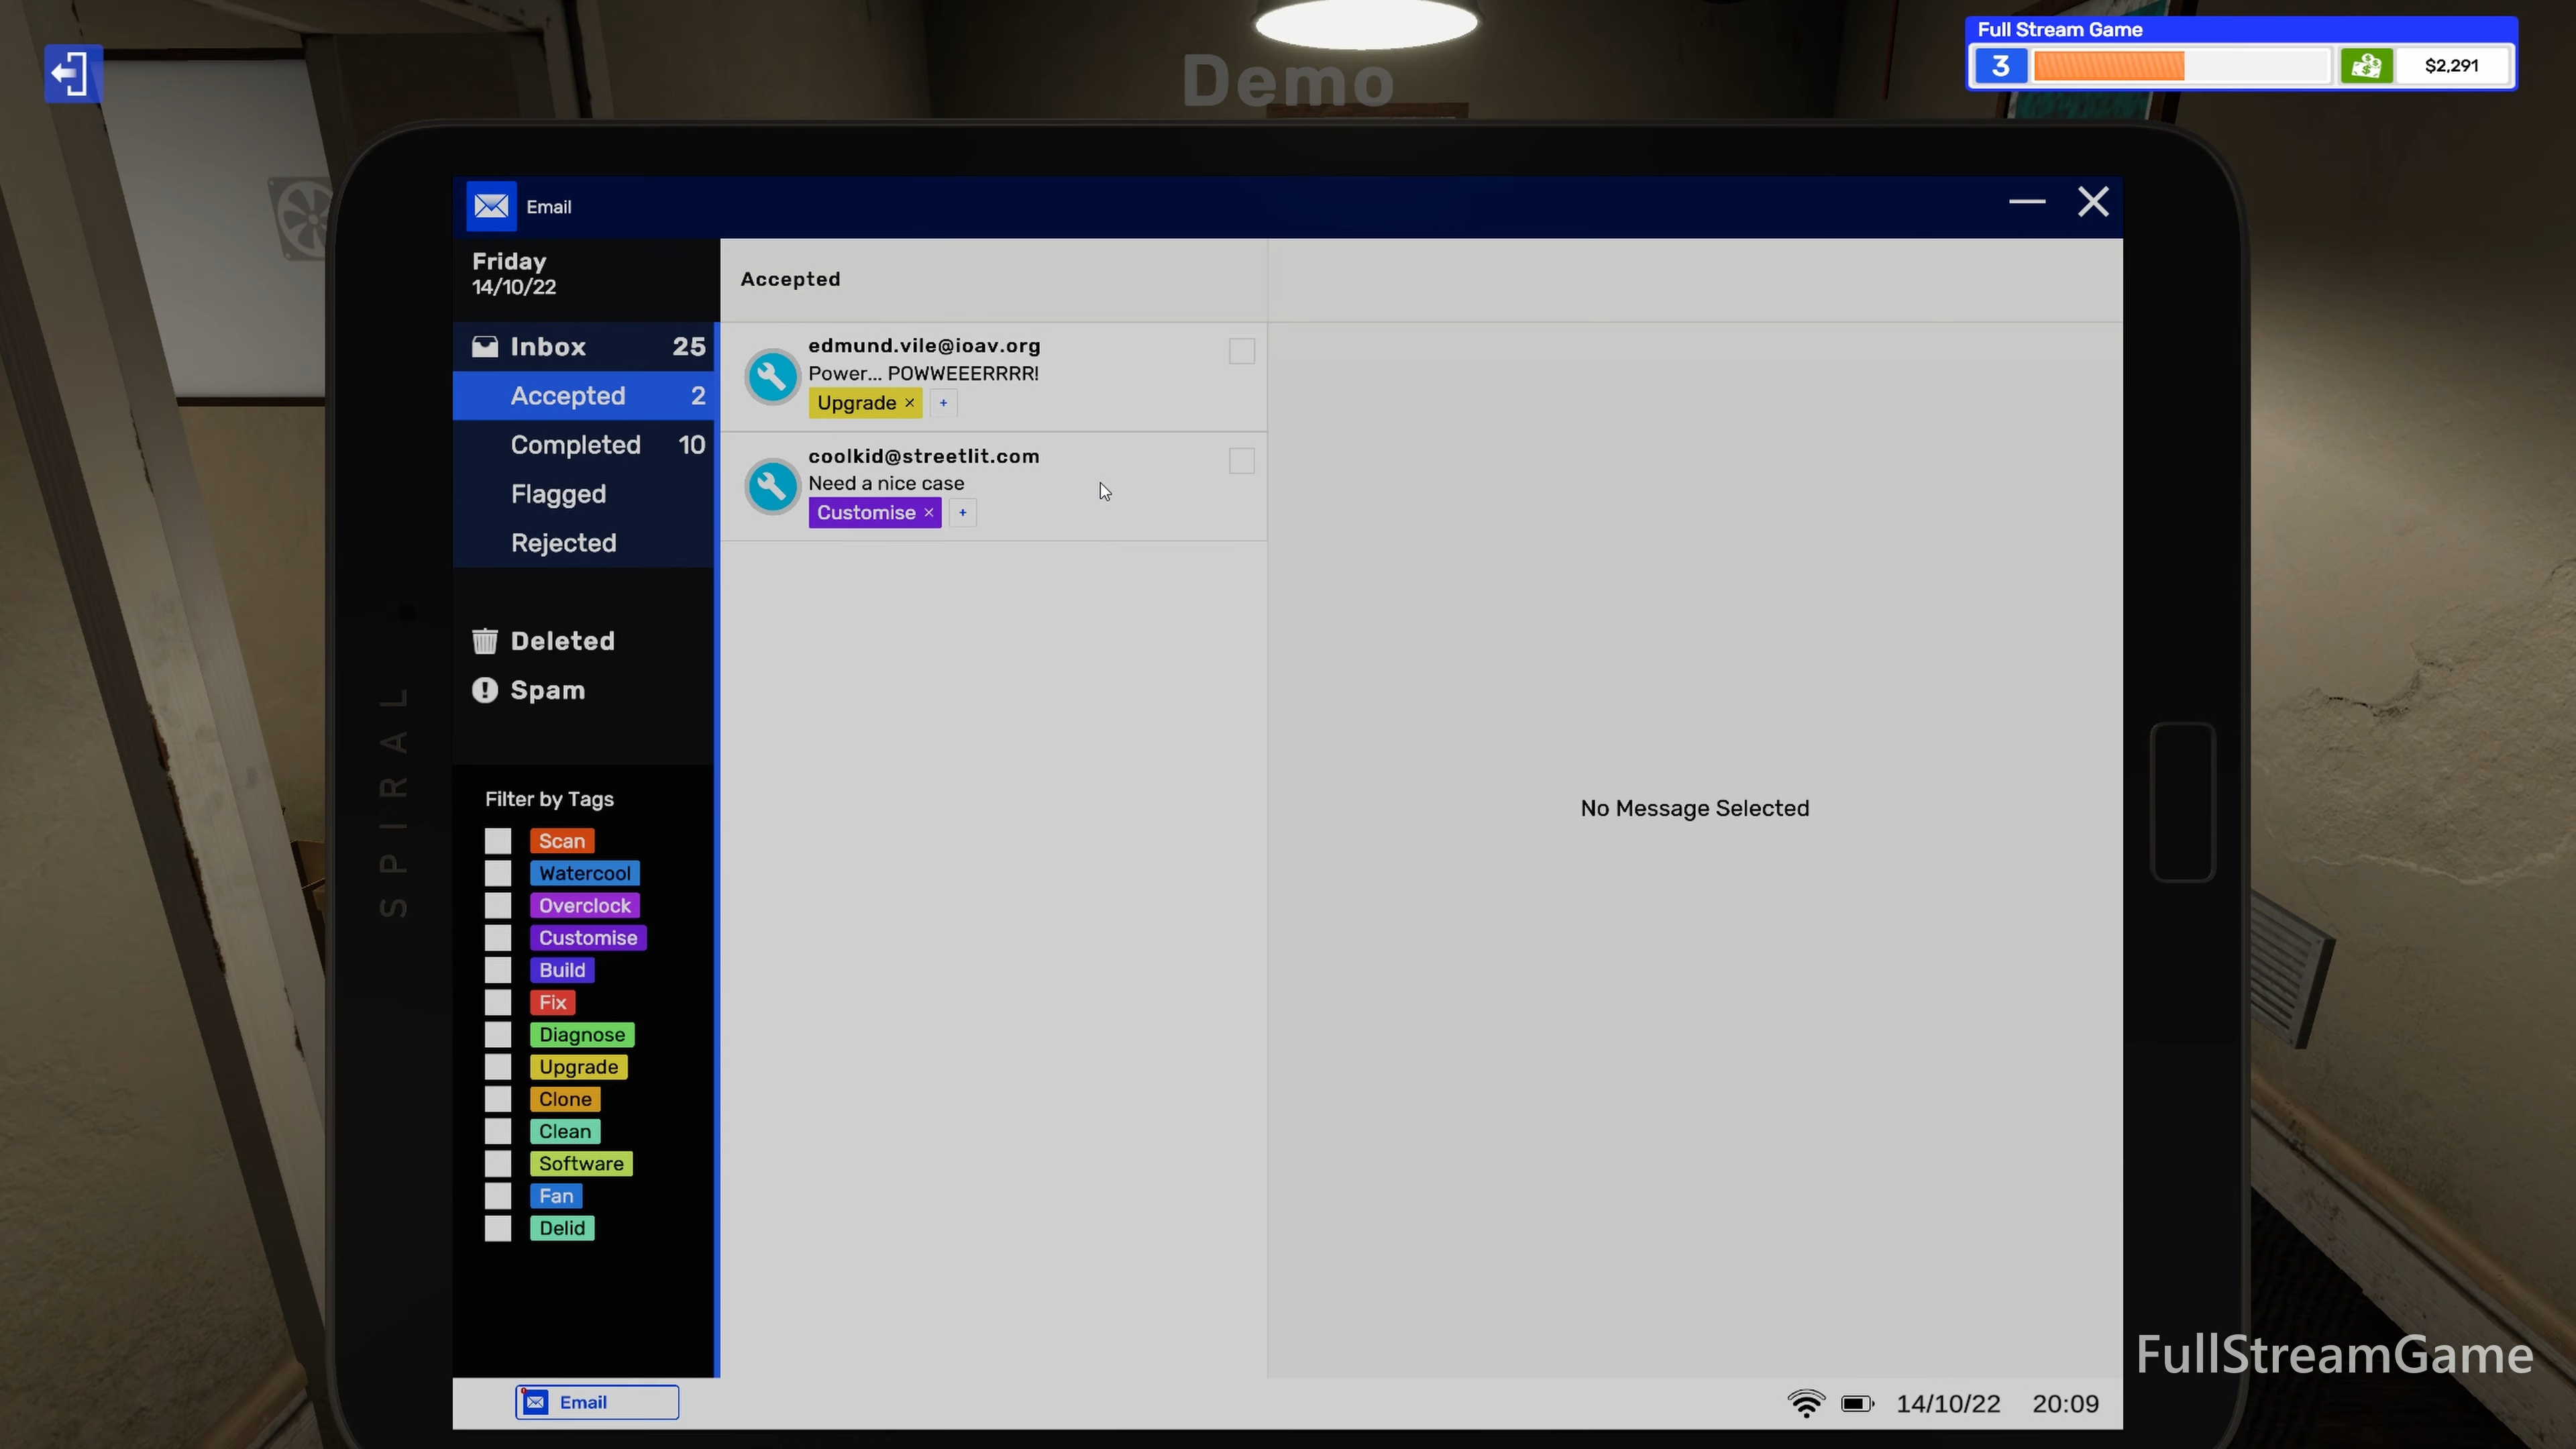 Demo
Full Stream Game
3
$2,291
Email
Friday
14/10/22
Inbox 25
Accepted 2
Completed 10
Flagged
Rejected
Deleted
Spam
Filter by Tags
Scan
Watercool
Overclock
Customise
Build
Fix
Diagnose
Upgrade
Clone
Clean
Software
Fan
Delid
Accepted
edmund.vile@ioav.org
Power... POWWEEERRRR!
Upgrade × +
coolkid@streetlit.com
Need a nice case
Customise × +
No Message Selected
SPIRAL
Email
14/10/22 20:09
FullStreamGame